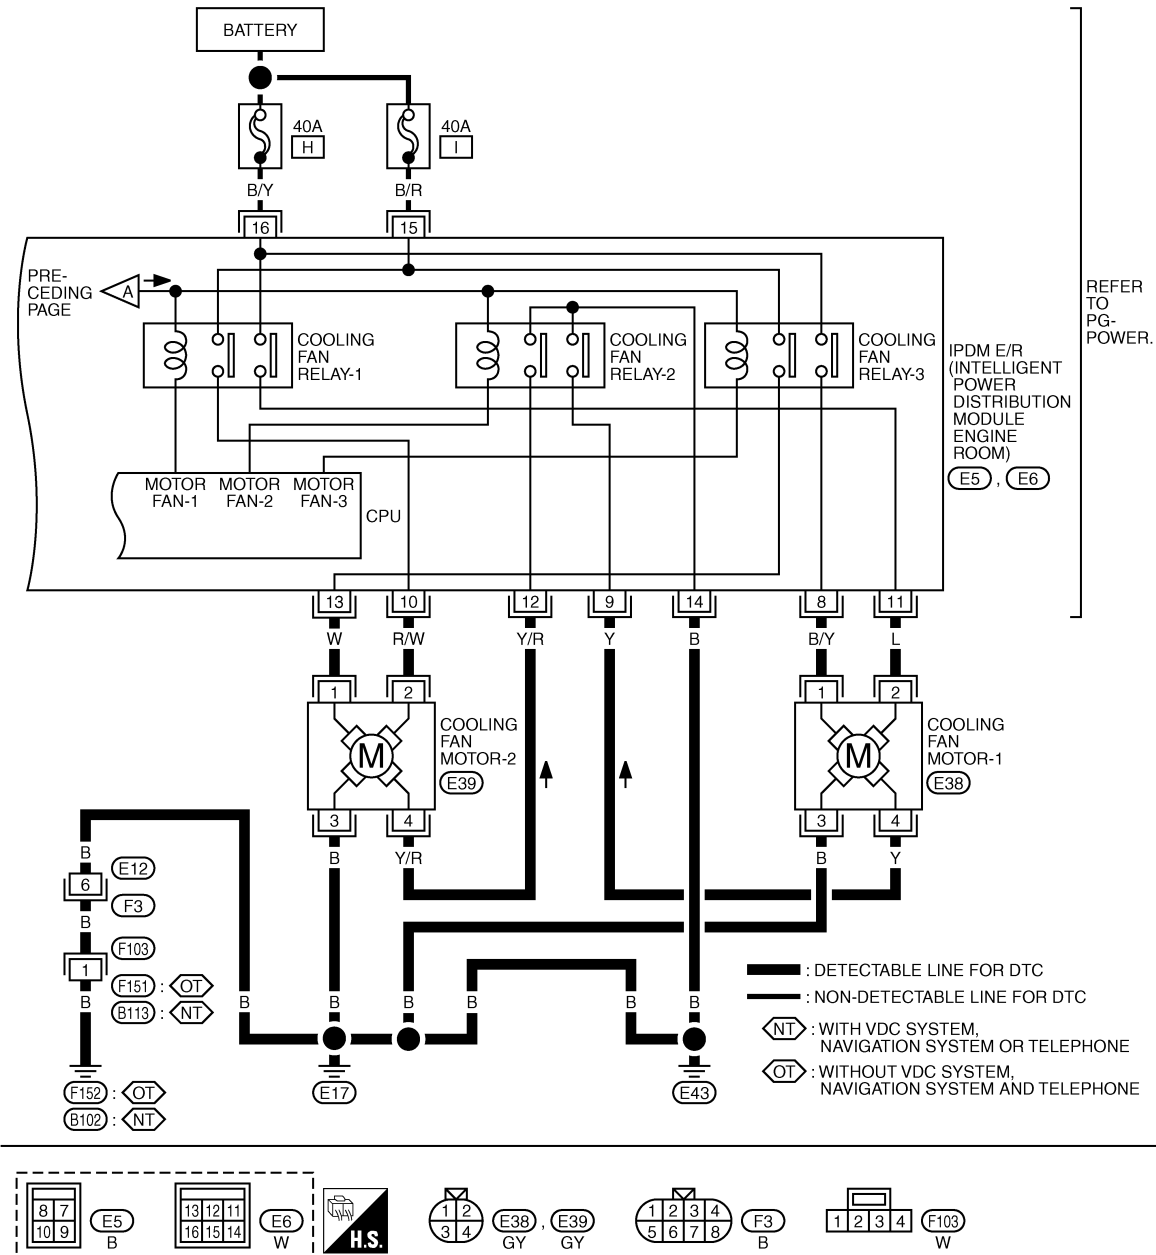 BATTERY
40A
H
40A
I
B/Y
B/R
16
15
PRE-
CEDING
PAGE
A
COOLING
FAN
RELAY-1
COOLING
FAN
RELAY-2
COOLING
FAN
RELAY-3
REFER
TO
PG-
POWER.
IPDM E/R
(INTELLIGENT
POWER
DISTRIBUTION
MODULE
ENGINE
ROOM)
E5 , E6
MOTOR
FAN-1
MOTOR
FAN-2
MOTOR
FAN-3
CPU
13 10 12 9 14 8 11
W R/W Y/R Y B B/Y L
1 2
1 2
M
COOLING
FAN
MOTOR-2
E39
M
COOLING
FAN
MOTOR-1
E38
3 4
3 4
B Y/R
B Y
B
6
E12
F3
B
1
F103
F151 : OT
B113 : NT
B
B B B B B B
F152 : OT
B102 : NT
E17
E43
: DETECTABLE LINE FOR DTC
: NON-DETECTABLE LINE FOR DTC
NT : WITH VDC SYSTEM,
NAVIGATION SYSTEM OR TELEPHONE
OT : WITHOUT VDC SYSTEM,
NAVIGATION SYSTEM AND TELEPHONE
8 7
10 9
E5
B
13 12 11
16 15 14
E6
W
H.S.
1 2
3 4
E38 , E39
GY GY
1 2 3 4
5 6 7 8
F3
B
1 2 3 4
F103
W